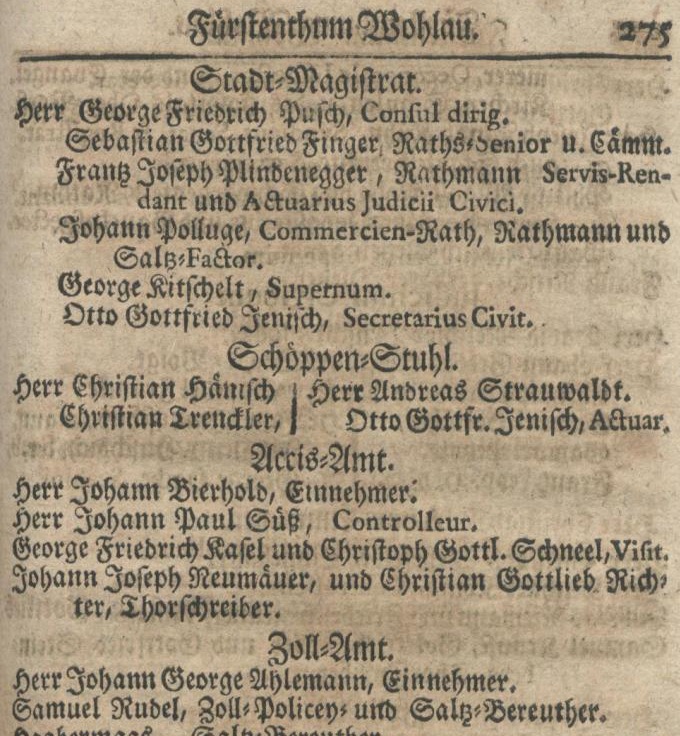 Fürstenthum Wohlau. 275
Stadt-Magistrat.
Herr George Friedrich Pusch, Consul dirig.
Sebastian Gottfried Finger, Raths-Senior u. Cämm.
Frantz Joseph Plindenegger, Rathmann Servis-Ren-
dant und Actuarius Judicii Civici.
Johann Polluge, Commercien-Rath, Rathmann und
Saltz-Factor.
George Kitschelt, Supernum.
Otto Gottfried Jenisch, Secretarius Civit.
Schöppen-Stuhl.
Herr Christian Hänisch | Herr Andreas Strauwaldt.
Christian Trenckler, | Otto Gottfr. Jenisch, Actuar.
Accis-Amt.
Herr Johann Bierhold, Einnehmer.
Herr Johann Paul Süß, Controlleur.
George Friedrich Kasel und Christoph Gottl. Schneel, Visit.
Johann Joseph Neumäuer, und Christian Gottlieb Rich-
ter, Thorschreiber.
Zoll-Amt.
Herr Johann George Uhlemann, Einnehmer.
Samuel Rudel, Zoll-Policey- und Saltz-Bereuther.
Saltz-Bereuther